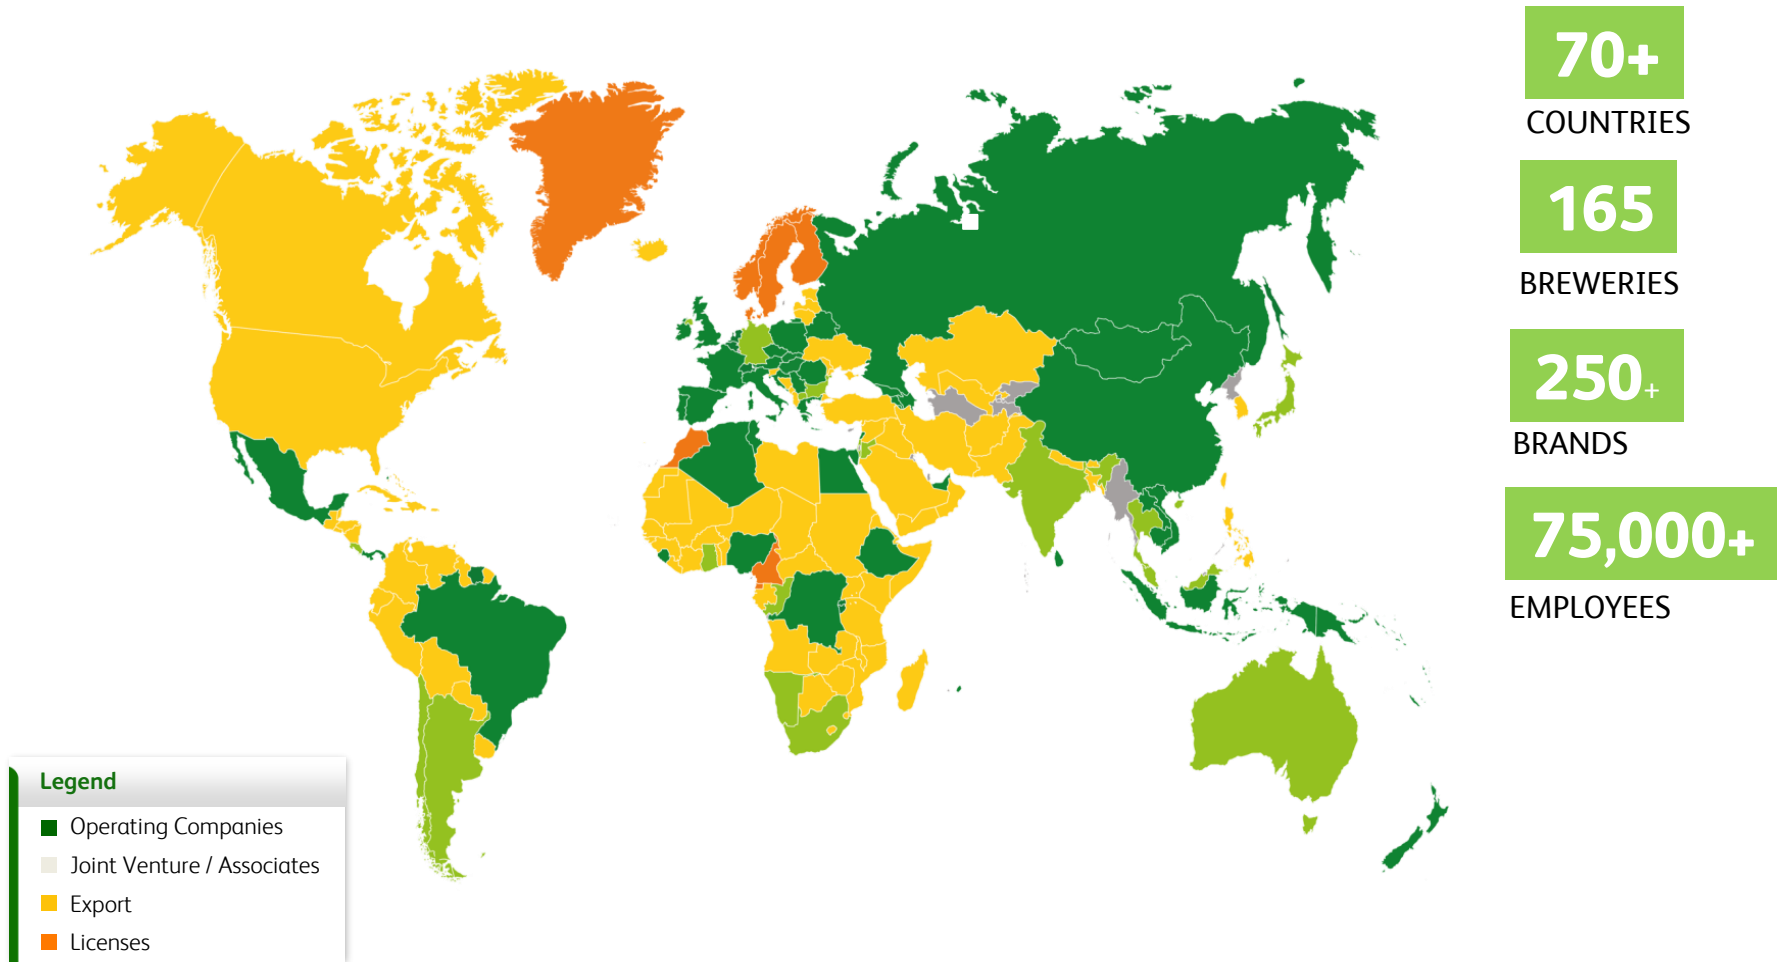 70+
COUNTRIES
165
BREWERIES
250+
BRANDS
75,000+
EMPLOYEES
Legend
Operating Companies
Joint Venture / Associates
Export
Licenses